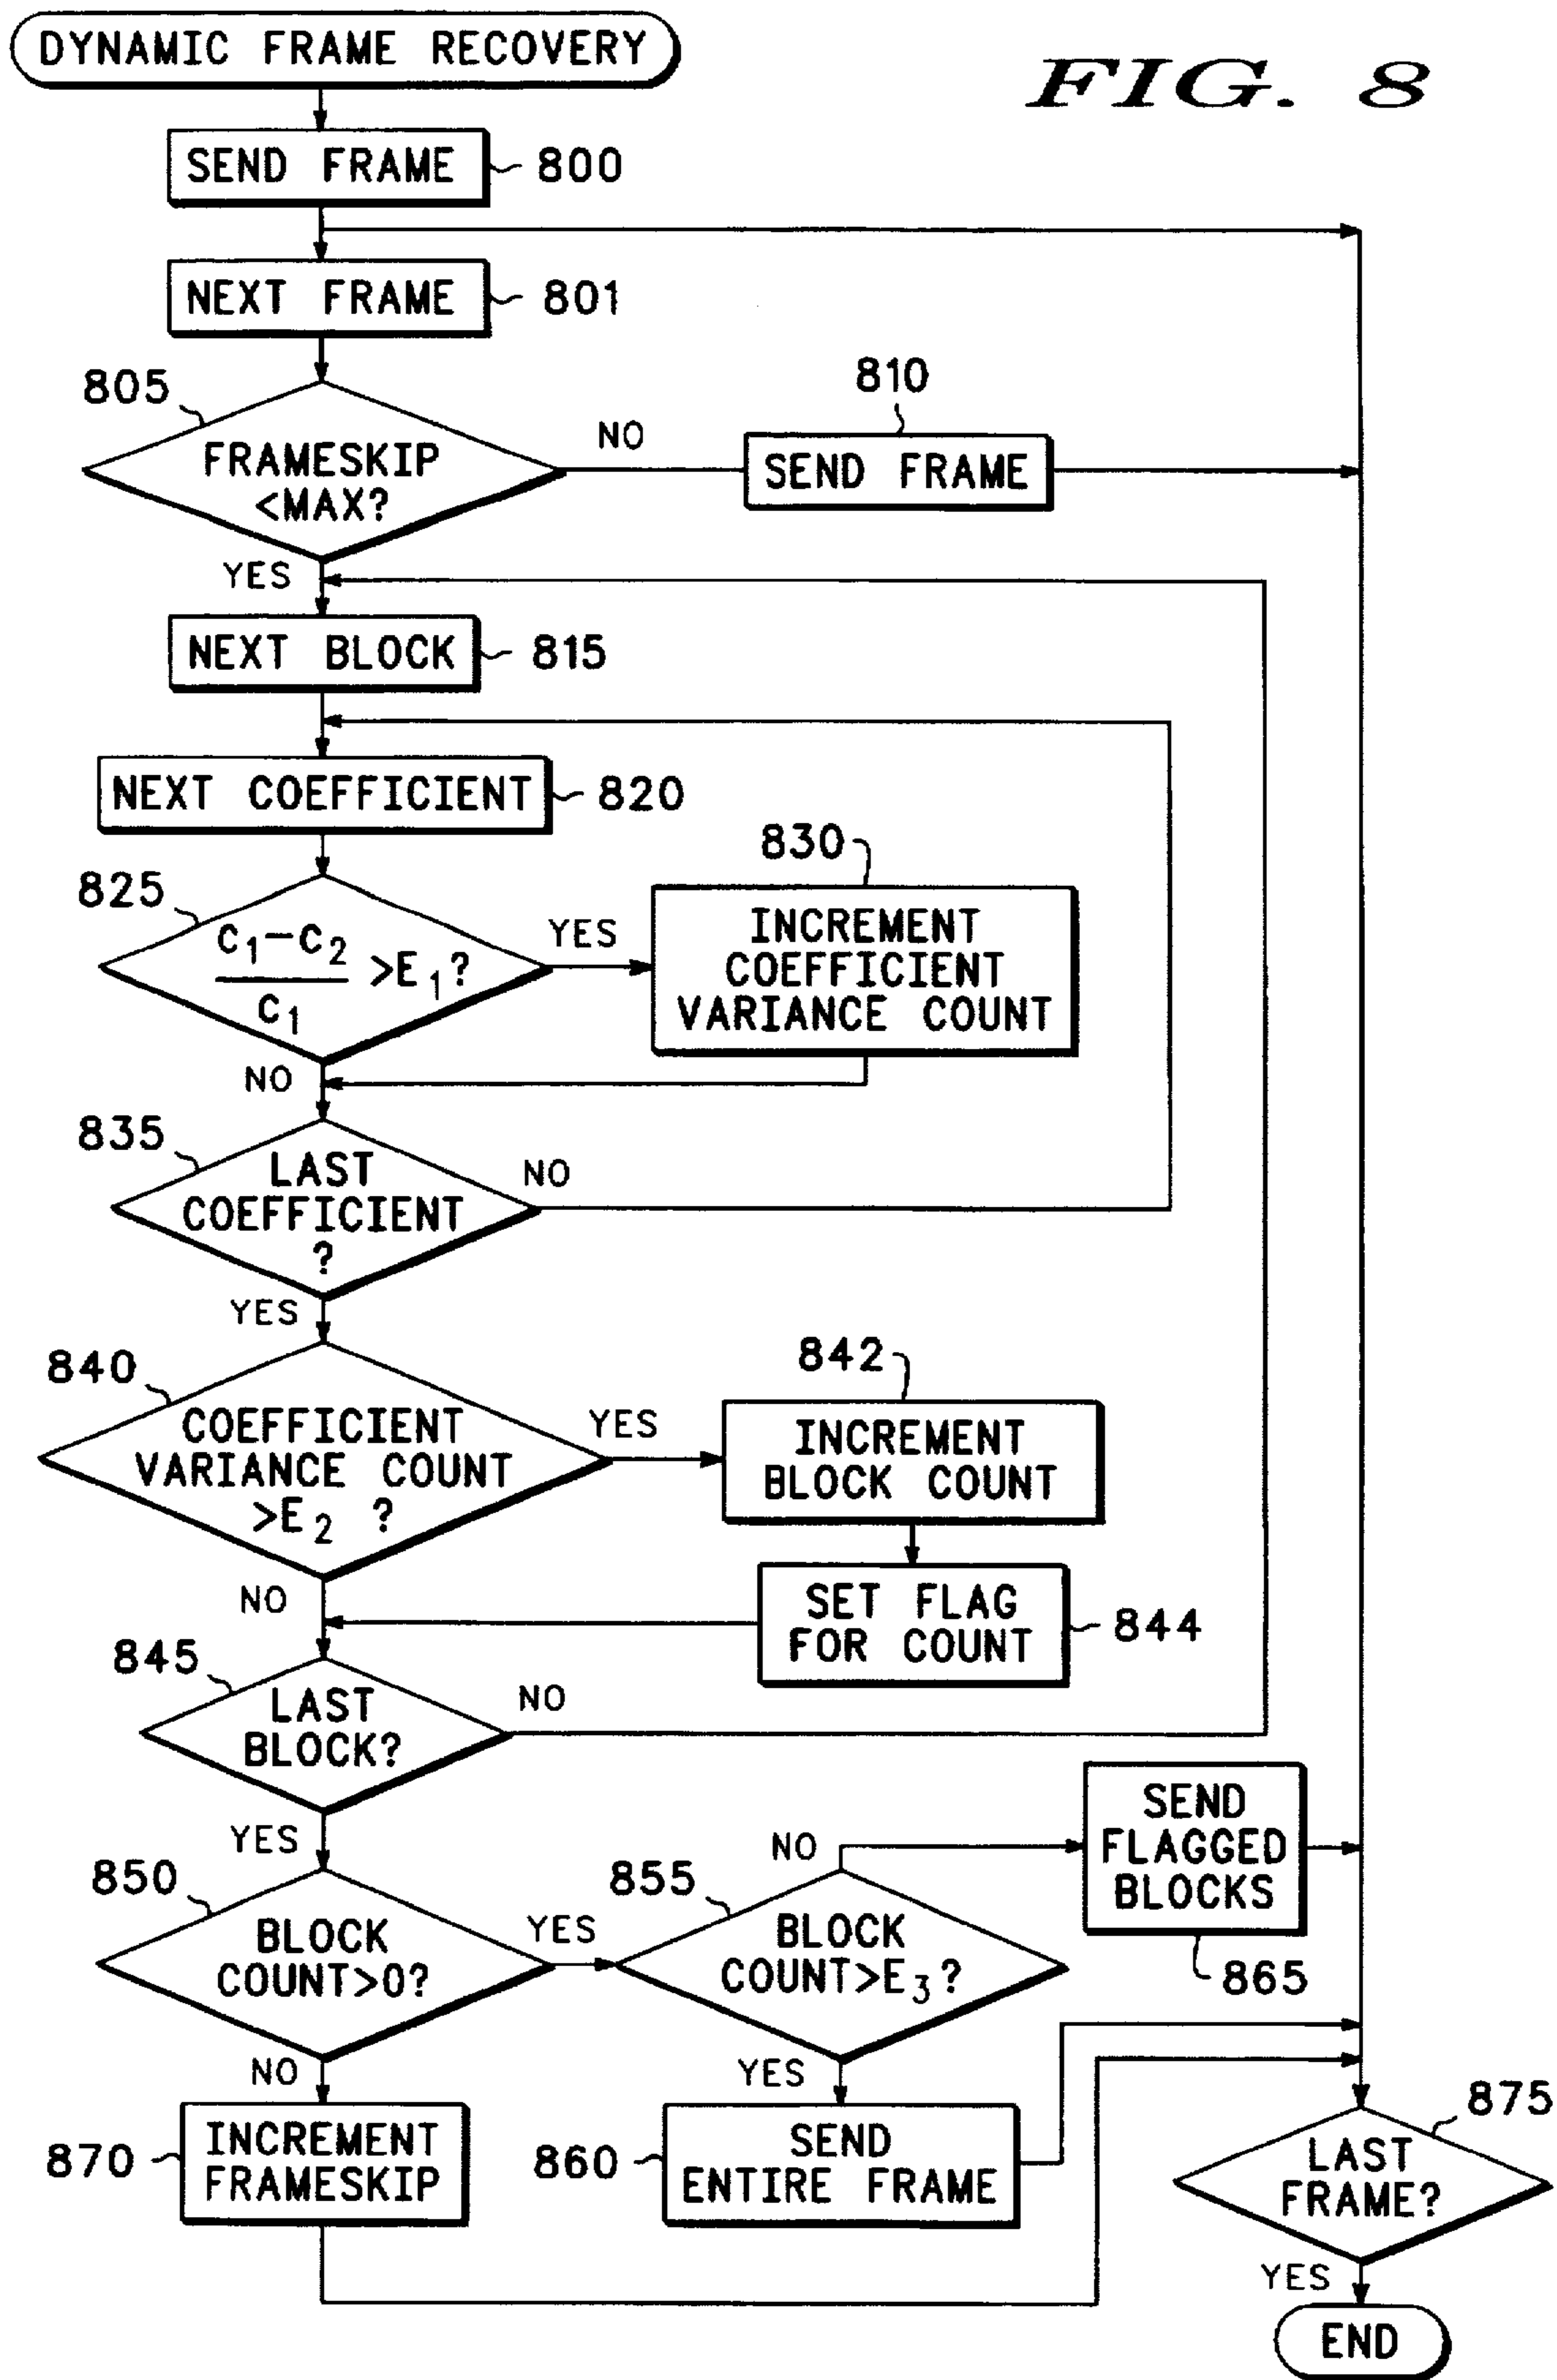 DYNAMIC FRAME RECOVERY
FIG. 8
SEND FRAME
800
NEXT FRAME
801
805
FRAMESKIP
<MAX?
NO
810
SEND FRAME
YES
NEXT BLOCK
815
NEXT COEFFICIENT
820
825
C1-C2
C1
>E1?
YES
830
INCREMENT
COEFFICIENT
VARIANCE COUNT
NO
835
LAST
COEFFICIENT
?
NO
YES
840
COEFFICIENT
VARIANCE COUNT
>E2 ?
YES
842
INCREMENT
BLOCK COUNT
NO
SET FLAG
FOR COUNT
844
845
LAST
BLOCK?
NO
YES
850
BLOCK
COUNT>0?
YES
855
BLOCK
COUNT>E3?
NO
SEND
FLAGGED
BLOCKS
865
NO
870
INCREMENT
FRAMESKIP
YES
860
SEND
ENTIRE FRAME
875
LAST
FRAME?
YES
END